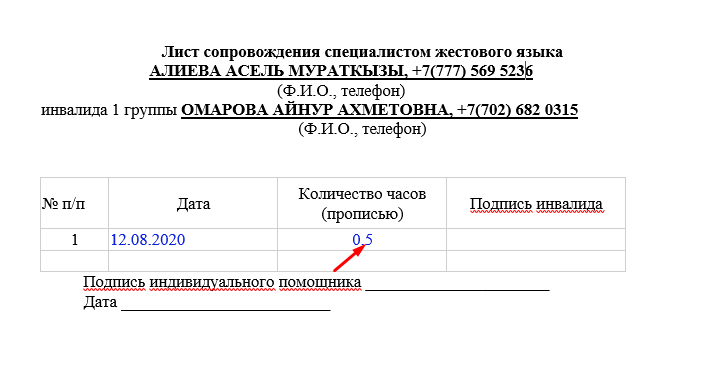 Лист сопровождения специалистом жестового языка
АЛИЕВА АСЕЛЬ МУРАТКЫЗЫ, +7(777) 569 5236
(Ф.И.О., телефон)
инвалида 1 группы ОМАРОВА АЙНУР АХМЕТОВНА, +7(702) 682 0315
(Ф.И.О., телефон)
№ п/п Дата Количество часов (прописью) Подпись инвалида
1 12.08.2020 0,5
Подпись индивидуального помощника _______________________
Дата __________________________